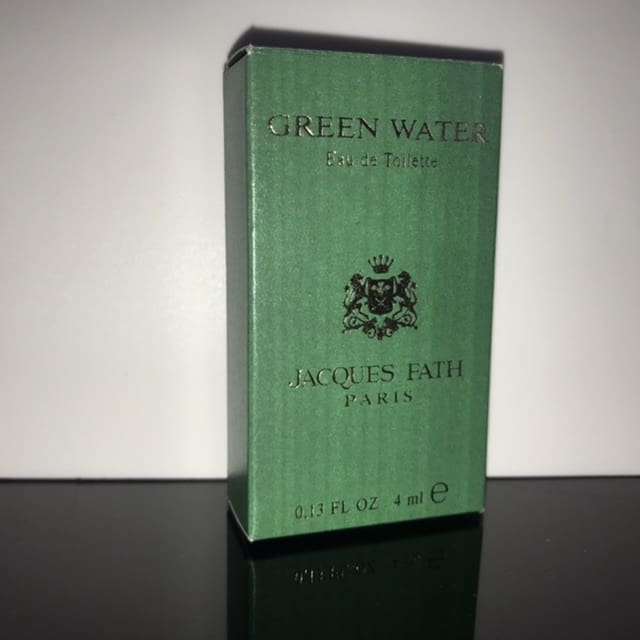 GREEN WATER
Eau de Toilette
JACQUES FATH
PARIS
0.13 FL OZ 4 ml ℮